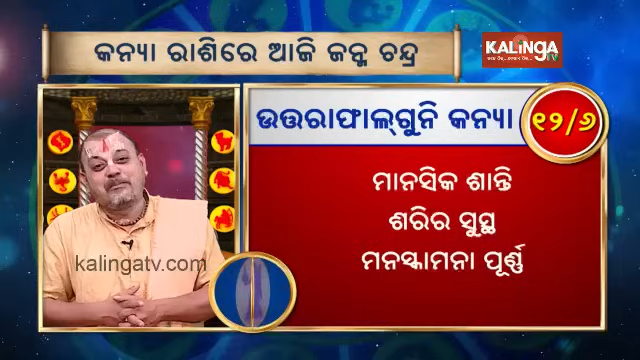 କନ୍ୟା ରାଶିରେ ଆଜି ଜନ୍ମ ଚନ୍ଦ୍ର
KALINGA TV
ଉତ୍ତରାଫାଲ୍‌ଗୁନି କନ୍ୟା
୧୨/୬
ମାନସିକ ଶାନ୍ତି
ଶରିର ସୁସ୍ଥ
ମନସ୍କାମନା ପୂର୍ଣ୍ଣ
kalingatv.com